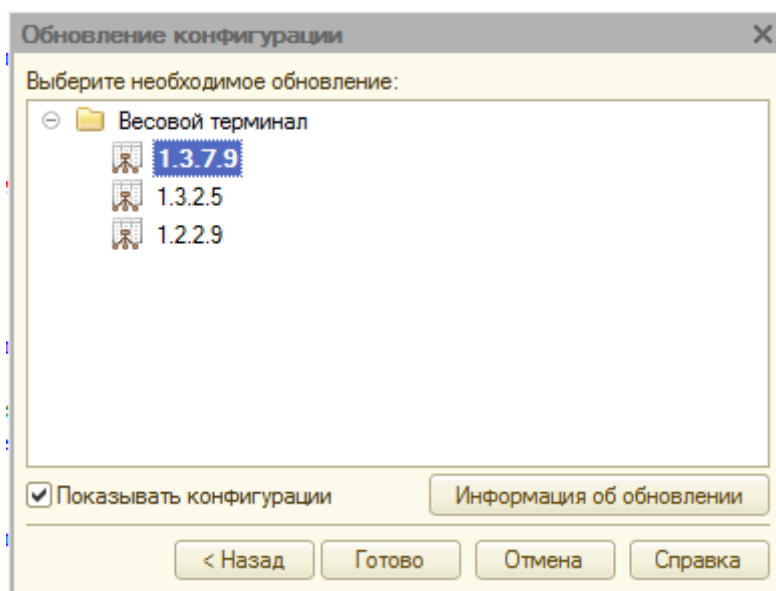 Обновление конфигурации
Выберите необходимое обновление:
Весовой терминал
1.3.7.9
1.3.2.5
1.2.2.9
Показывать конфигурации
Информация об обновлении
< Назад
Готово
Отмена
Справка